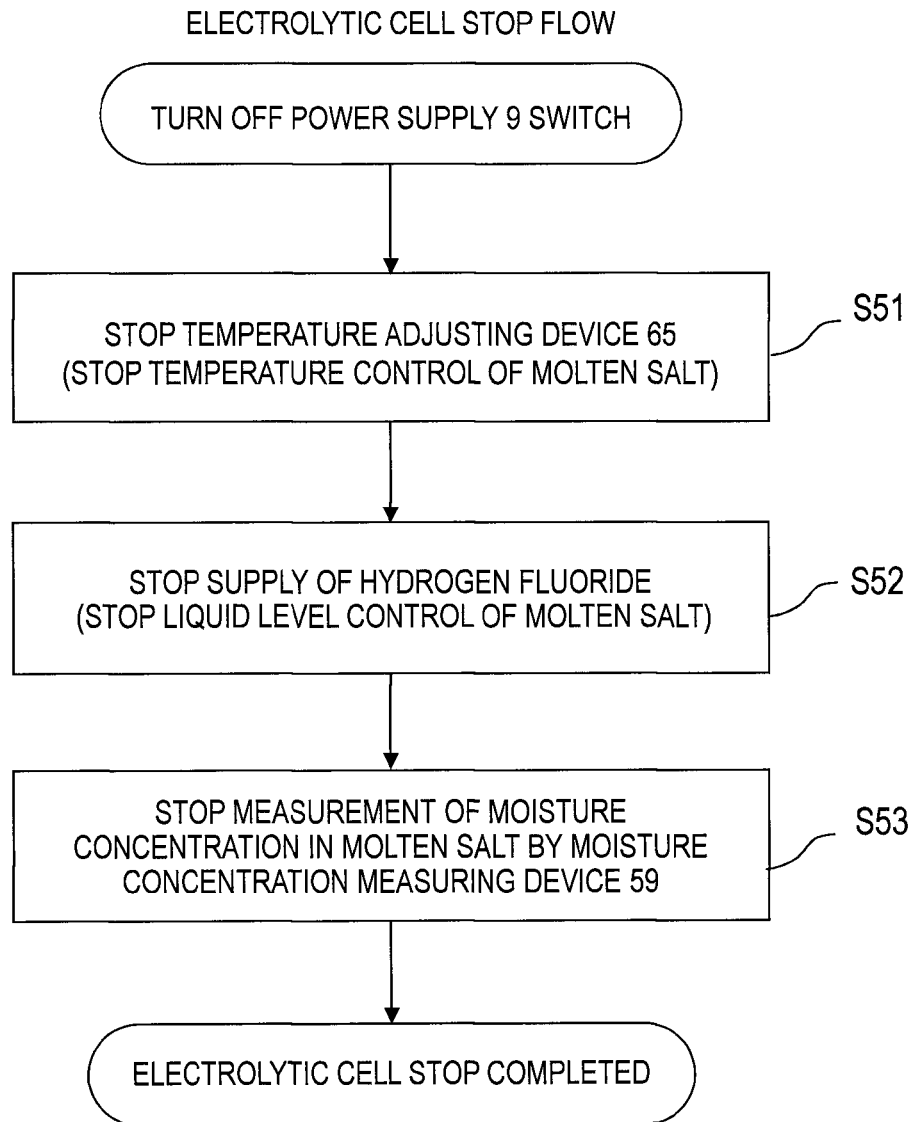 ELECTROLYTIC CELL STOP FLOW
TURN OFF POWER SUPPLY 9 SWITCH
STOP TEMPERATURE ADJUSTING DEVICE 65
(STOP TEMPERATURE CONTROL OF MOLTEN SALT)
S51
STOP SUPPLY OF HYDROGEN FLUORIDE
(STOP LIQUID LEVEL CONTROL OF MOLTEN SALT)
S52
STOP MEASUREMENT OF MOISTURE
CONCENTRATION IN MOLTEN SALT BY MOISTURE
CONCENTRATION MEASURING DEVICE 59
S53
ELECTROLYTIC CELL STOP COMPLETED